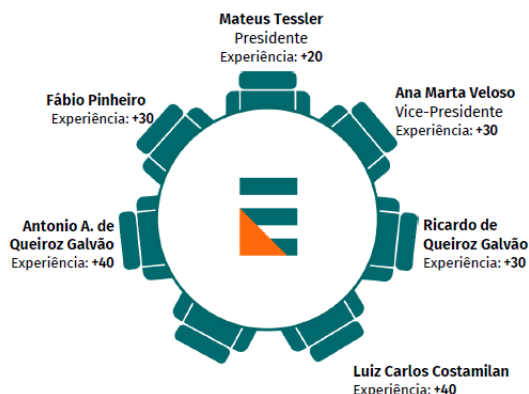 Mateus Tessler
Presidente
Experiência: +20
Ana Marta Veloso
Vice-Presidente
Experiência: +30
Fábio Pinheiro
Experiência: +30
Antonio A. de
Queiroz Galvão
Experiência: +40
Ricardo de
Queiroz Galvão
Experiência: +30
Luiz Carlos Costamilan
Experiência: +40